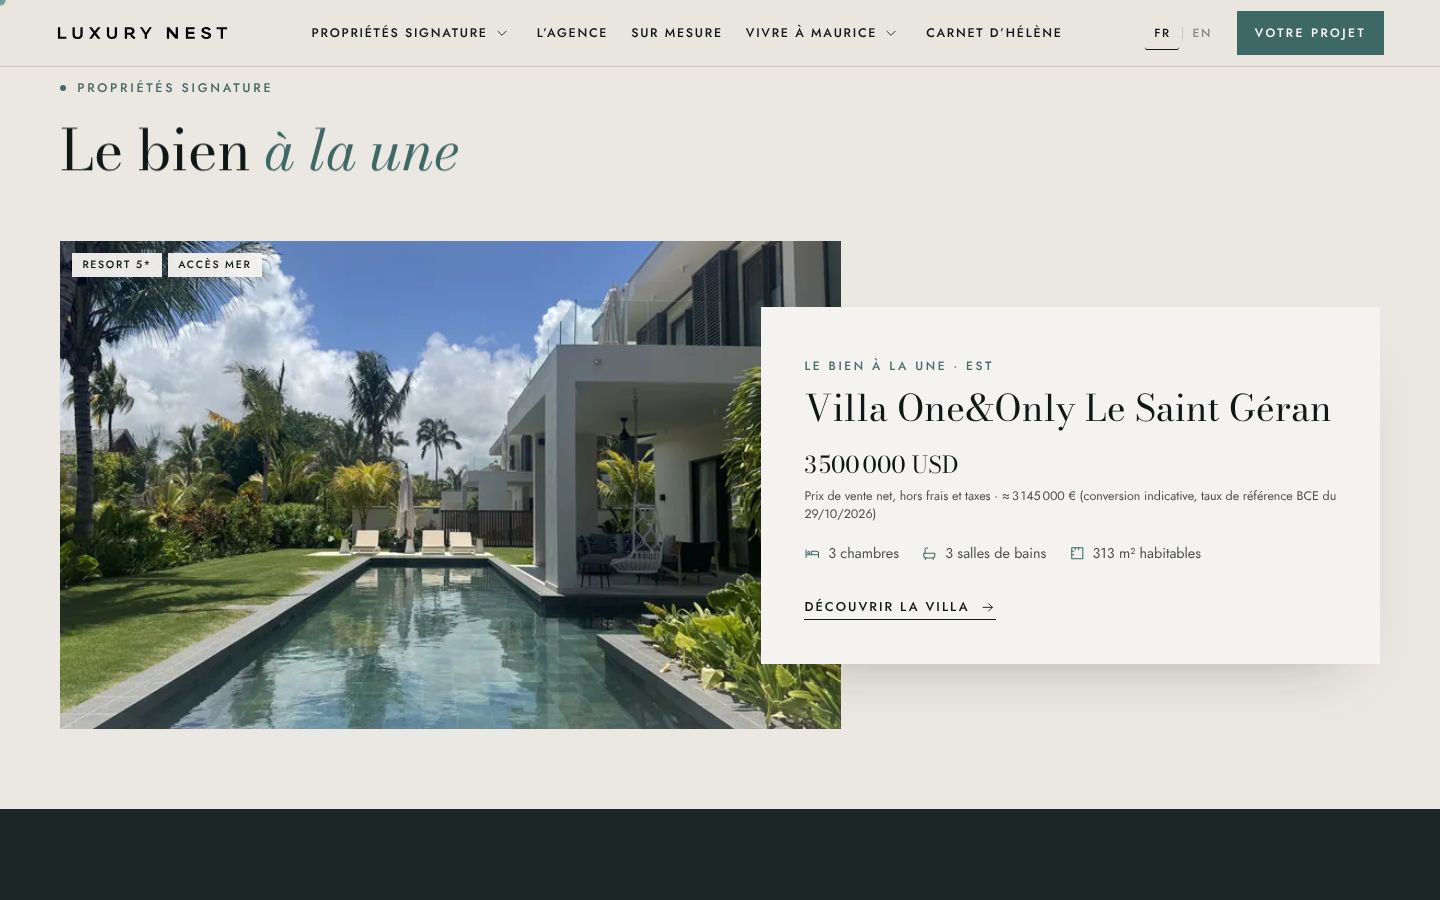 LUXURY NEST
PROPRIÉTÉS SIGNATURE
L’AGENCE
SUR MESURE
VIVRE À MAURICE
CARNET D’HÉLÈNE
FR
EN
VOTRE PROJET
PROPRIÉTÉS SIGNATURE
Le bien à la une
RESORT 5*
ACCÈS MER
LE BIEN À LA UNE · EST
Villa One&Only Le Saint Géran
3 500 000 USD
Prix de vente net, hors frais et taxes · ≈ 3 145 000 € (conversion indicative, taux de référence BCE du
29/10/2026)
3 chambres
3 salles de bains
313 m² habitables
DÉCOUVRIR LA VILLA →